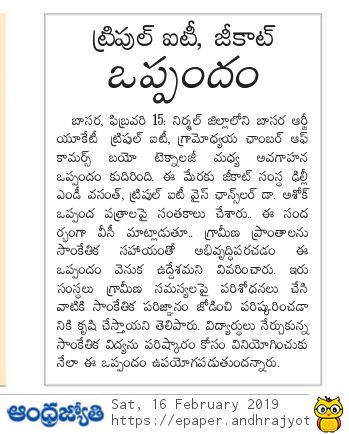 ట్రిపుల్ ఐటీ, జీకాట్
ఒప్పందం
బాసర, ఫిబ్రవరి 15: నిర్మల్ జిల్లాలోని బాసర ఆర్జీ
యూకేటీ ట్రిపుల్ ఐటీ, గ్రామోధ్యయ ఛాంబర్ ఆఫ్
కామర్స్ బయో టెక్నాలజీ మధ్య అవగాహన
ఒప్పందం కుదిరింది. ఈ మేరకు జీకాట్ సంస్థ ఢిల్లీ
ఎండీ వసంత్, ట్రిపుల్ ఐటీ వైస్ ఛాన్స్‌లర్ డా. అశోక్
ఒప్పంద పత్రాలపై సంతకాలు చేశారు.. ఈ సంద
ర్భంగా వీసీ మాట్లాడుతూ.. గ్రామీణ ప్రాంతాలను
సాంకేతిక సహాయంతో అభివృద్ధిపరచడం ఈ
ఒప్పందం వెనుక ఉద్దేశమని వివరించారు. ఇరు
సంస్థలు గ్రామీణ సమస్యలపై పరిశోధనలు చేసి
వాటికి సాంకేతిక పరిజ్ఞానం జోడించి పరిష్కరించడా
నికి కృషి చేస్తాయని తెలిపారు. విద్యార్థులు నేర్చుకున్న
సాంకేతిక విద్యను పరిష్కారం కోసం వినియోగించుకు
నేలా ఈ ఒప్పందం ఉపయోగపడుతుందన్నారు.
ఆంధ్రజ్యోతి Sat, 16 February 2019
https://epaper.andhrajyot